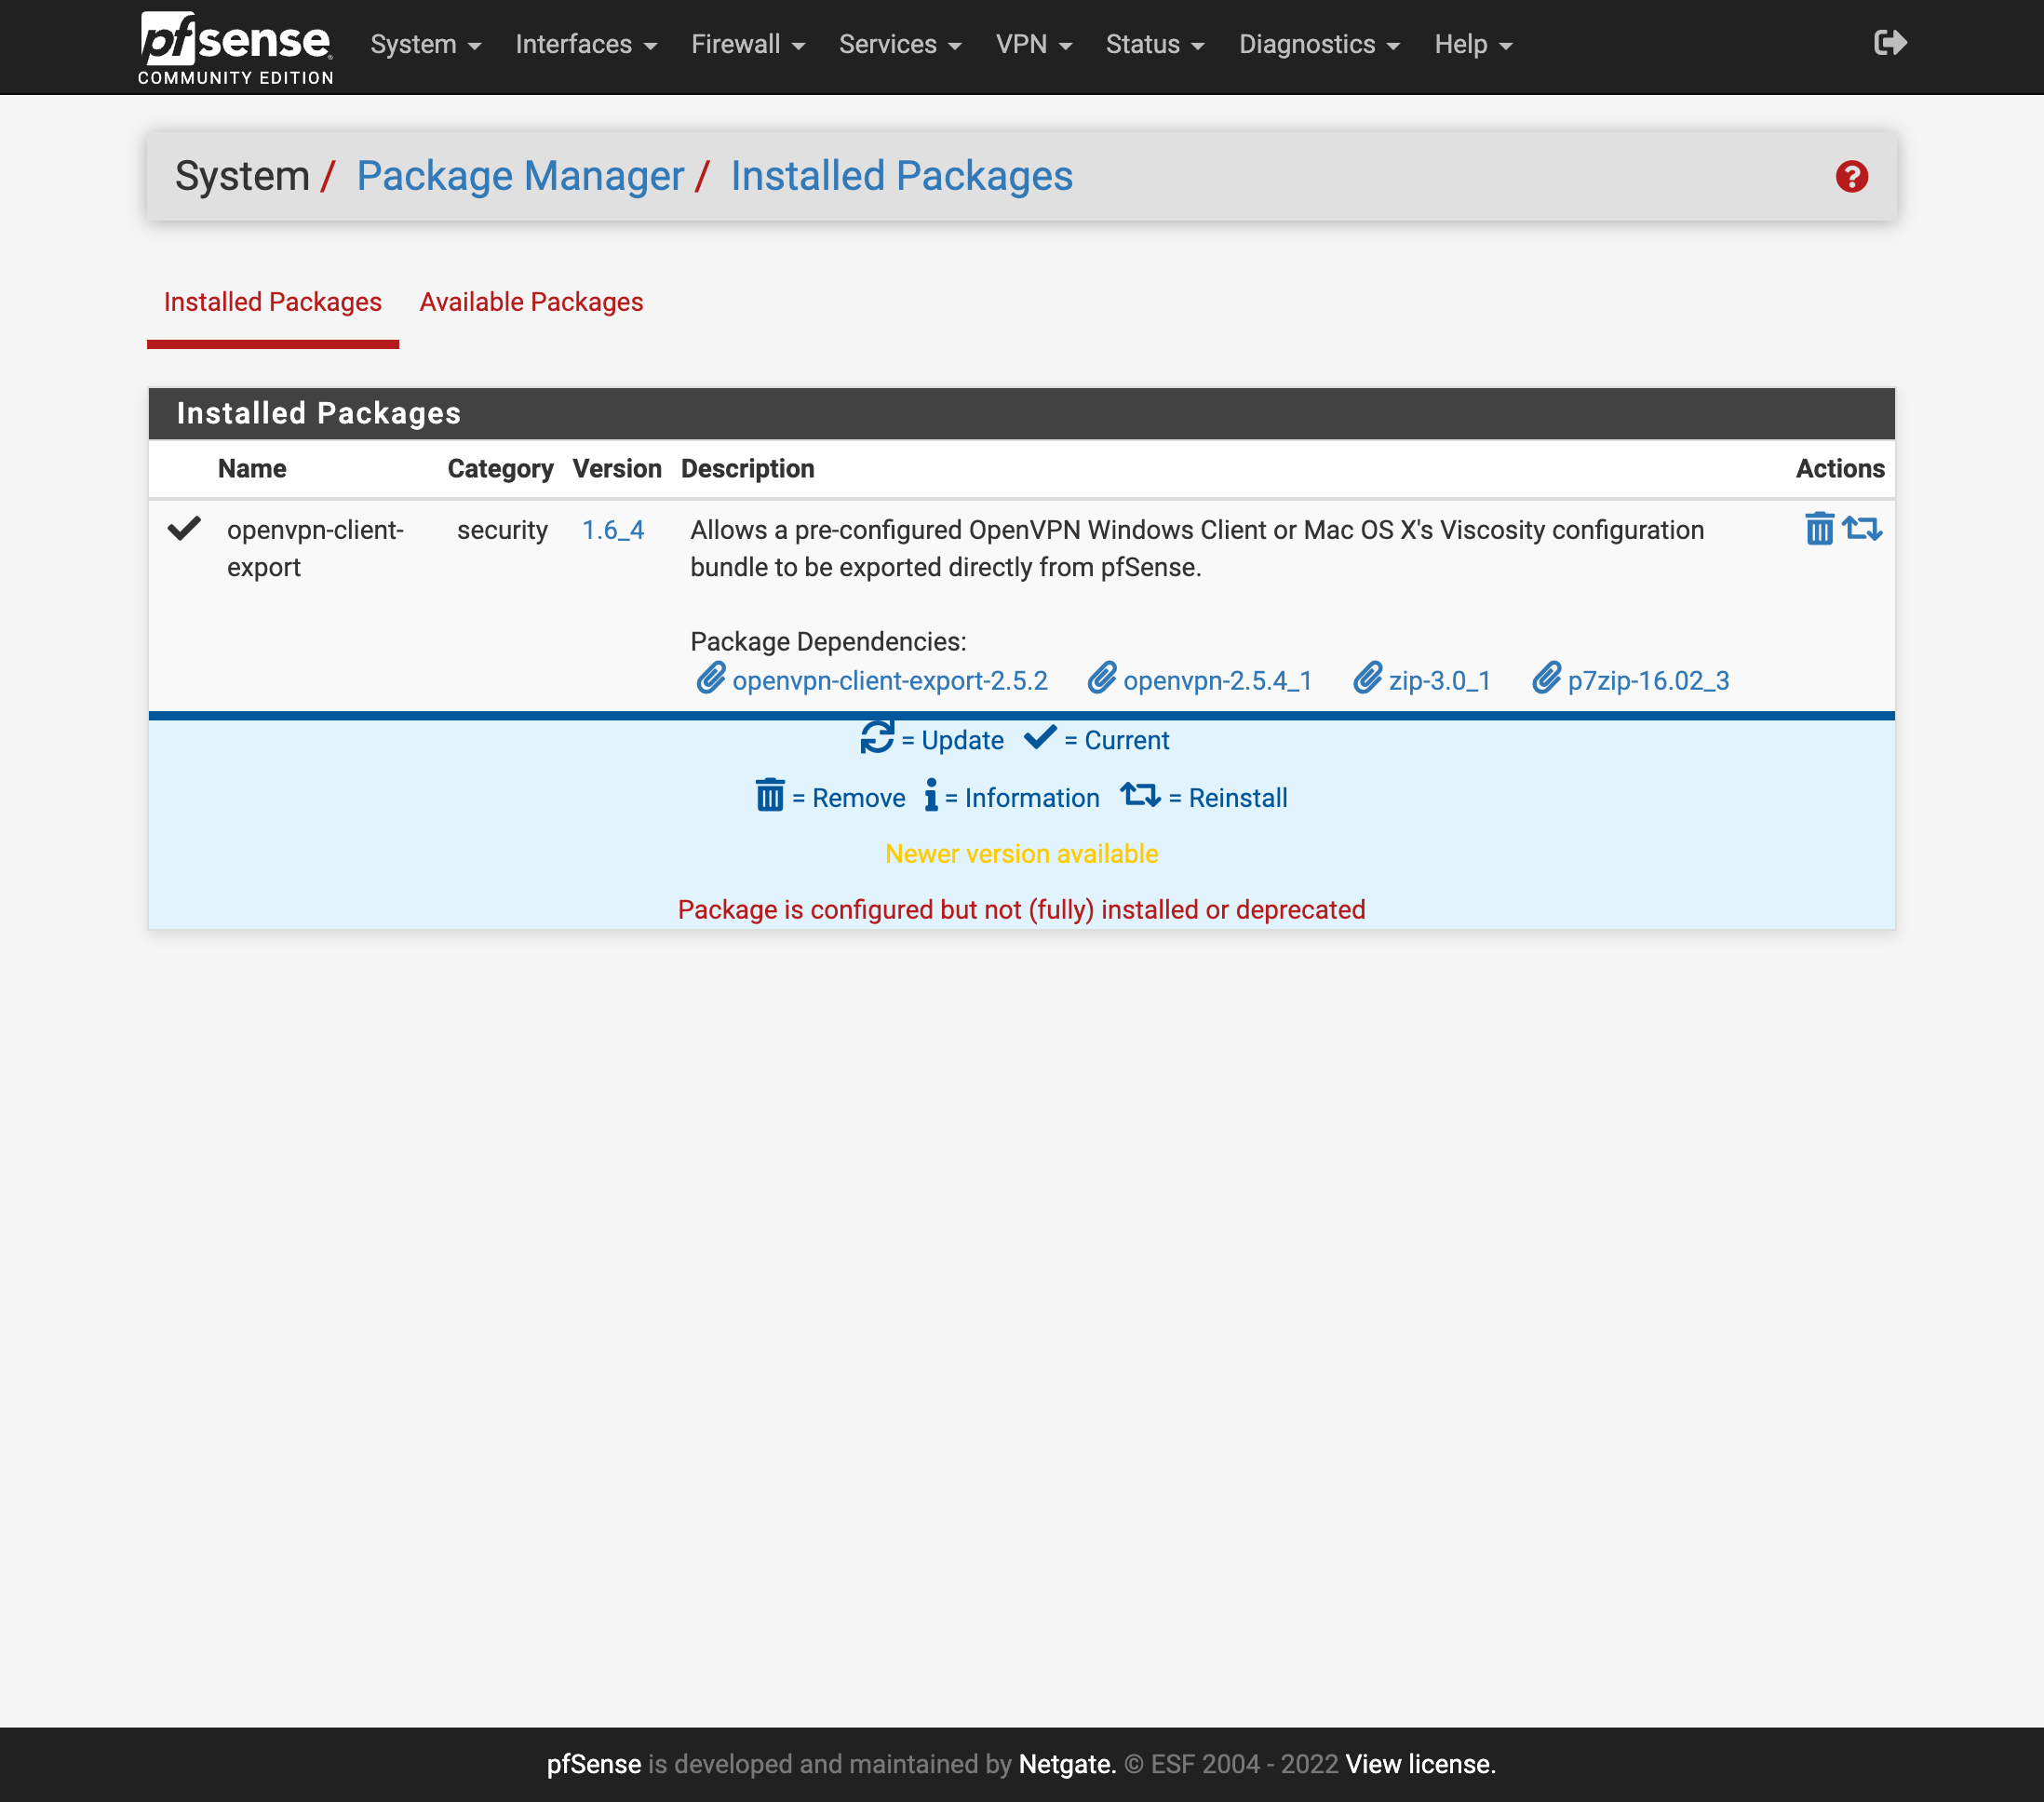 pfsense
COMMUNITY EDITION
System Interfaces Firewall Services VPN Status Diagnostics Help
System / Package Manager / Installed Packages
Installed Packages Available Packages
Installed Packages
Name Category Version Description Actions
openvpn-client- security 1.6_4 Allows a pre-configured OpenVPN Windows Client or Mac OS X's Viscosity configuration
export bundle to be exported directly from pfSense.
Package Dependencies:
openvpn-client-export-2.5.2 openvpn-2.5.4_1 zip-3.0_1 p7zip-16.02_3
= Update = Current
= Remove = Information = Reinstall
Newer version available
Package is configured but not (fully) installed or deprecated
pfSense is developed and maintained by Netgate. © ESF 2004 - 2022 View license.